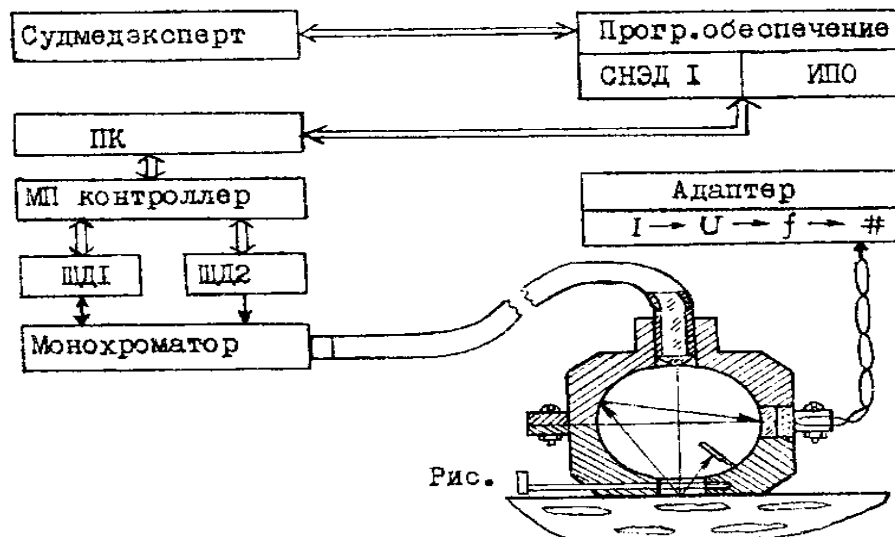 Судмедэксперт
Прогр.обеспечение
СНЭД I ИПО
ПК
МП контроллер
Адаптер
I → U → f → #
ШД1
ШД2
Монохроматор
Рис.